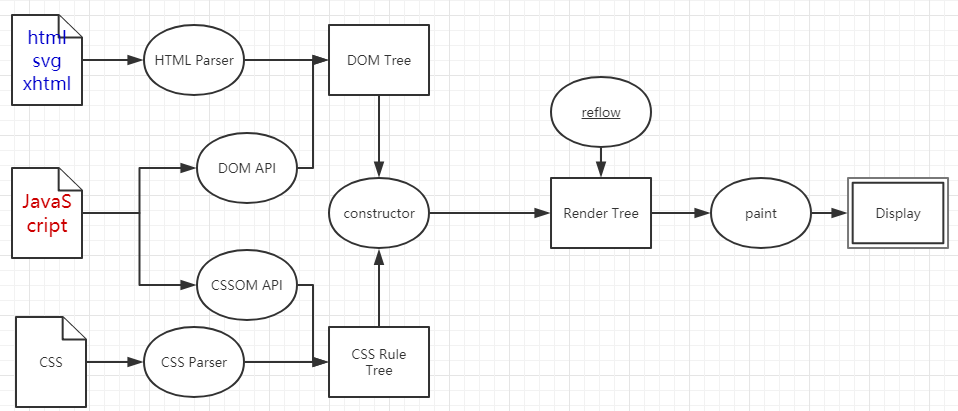 html
svg
xhtml
HTML Parser
DOM Tree
reflow
DOM API
JavaS
cript
constructor
Render Tree
paint
Display
CSSOM API
CSS
CSS Parser
CSS Rule
Tree